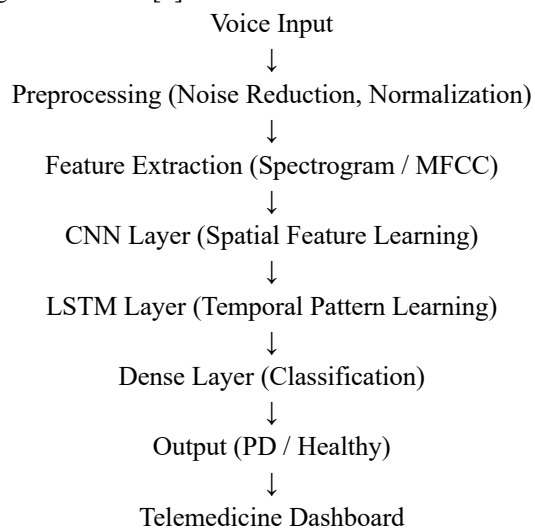 Voice Input
↓
Preprocessing (Noise Reduction, Normalization)
↓
Feature Extraction (Spectrogram / MFCC)
↓
CNN Layer (Spatial Feature Learning)
↓
LSTM Layer (Temporal Pattern Learning)
↓
Dense Layer (Classification)
↓
Output (PD / Healthy)
↓
Telemedicine Dashboard